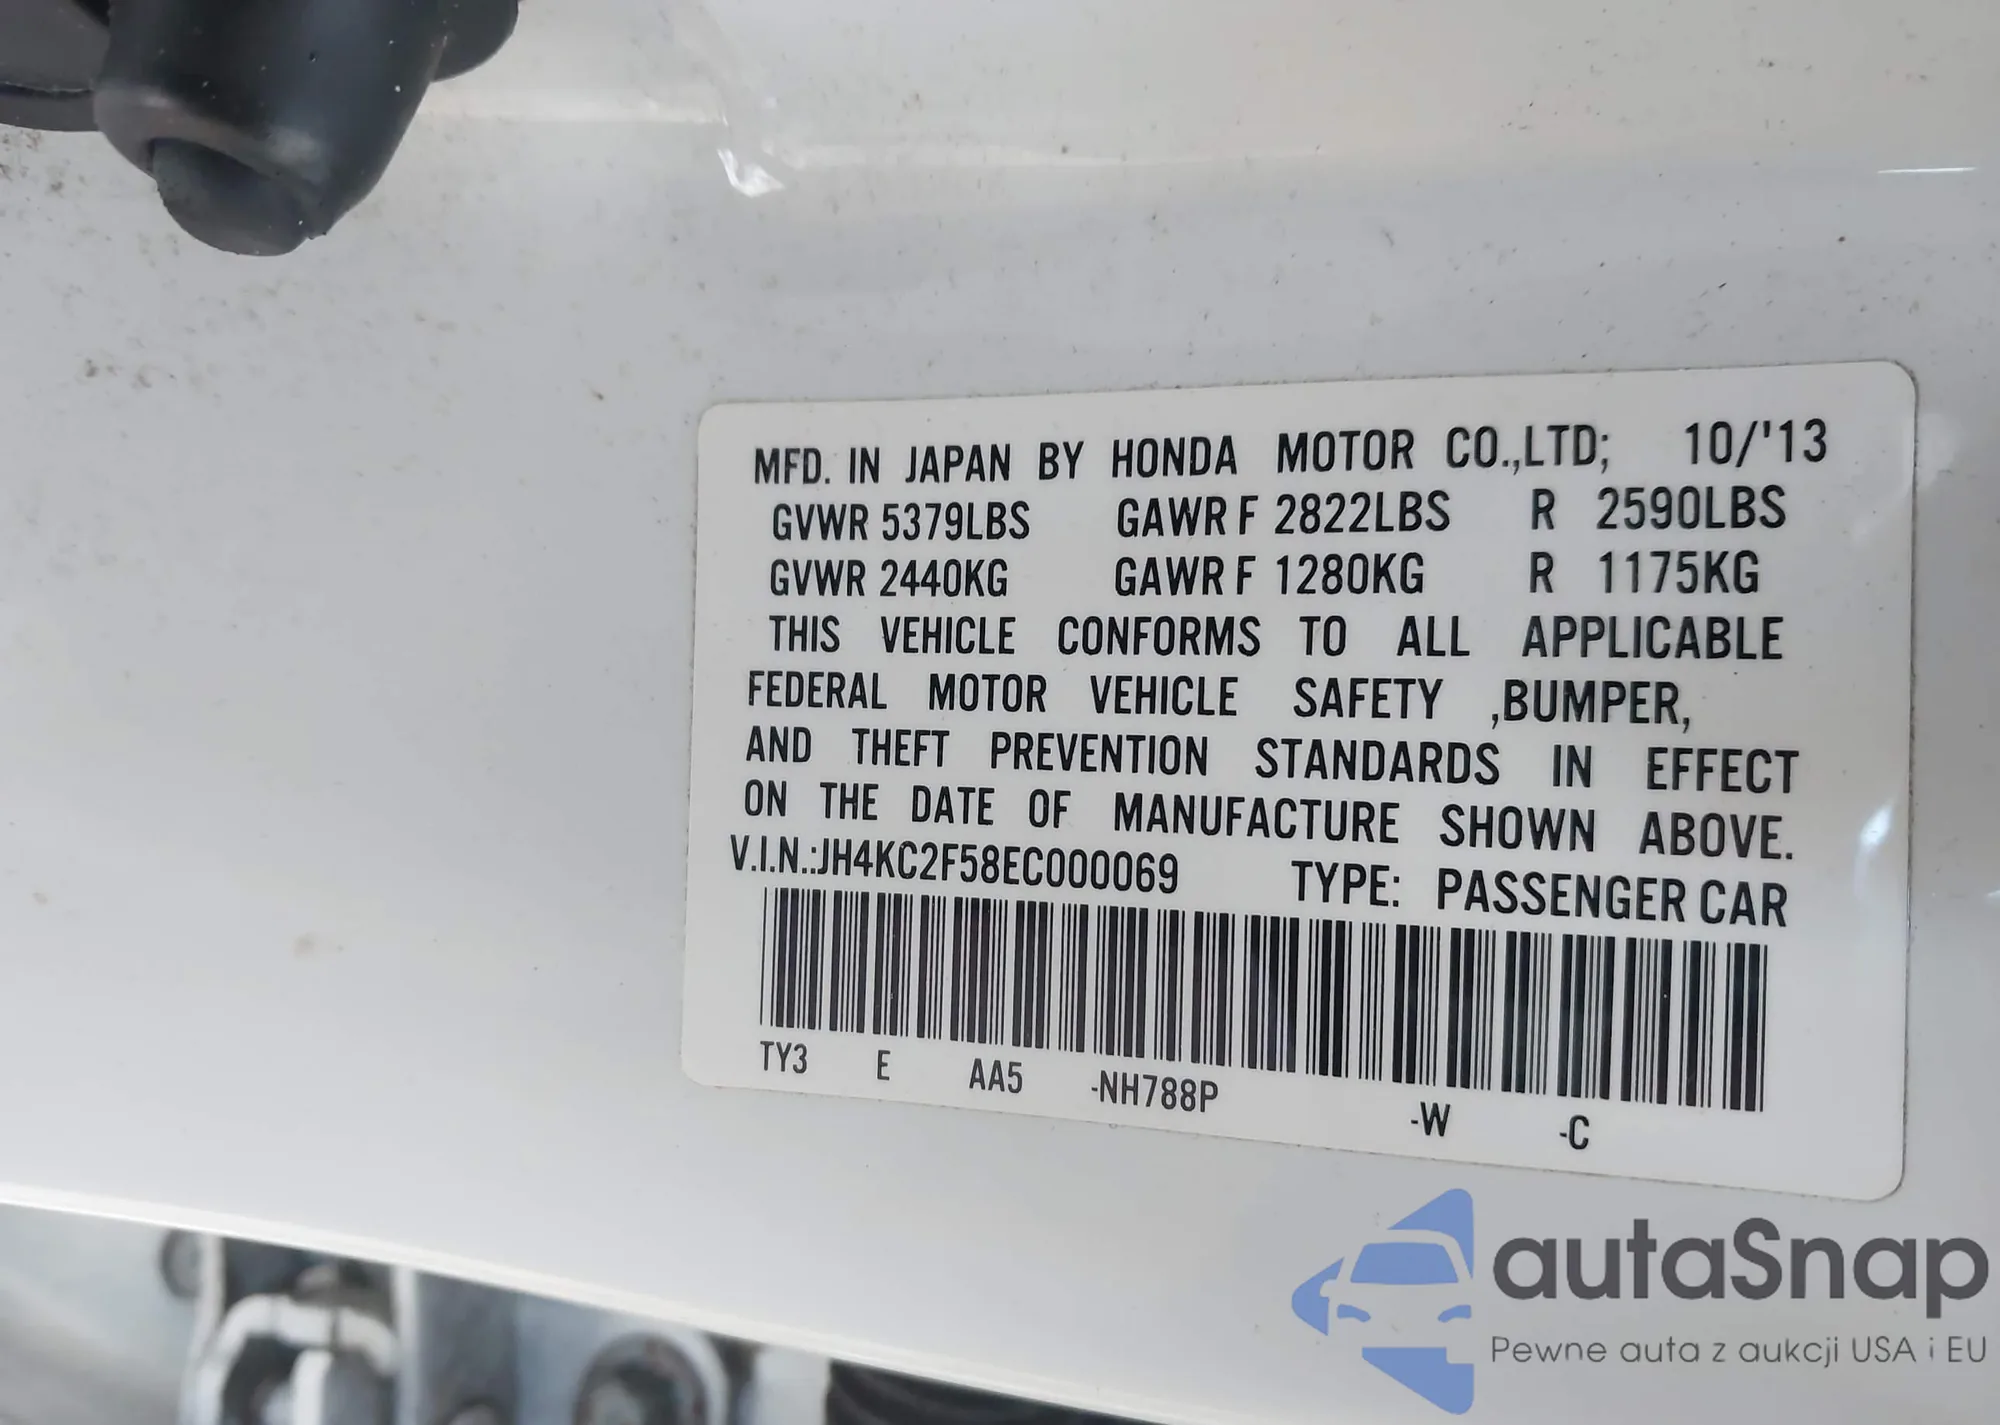 MFD. IN JAPAN BY HONDA MOTOR CO.,LTD; 10/'13
GVWR 5379LBS GAWR F 2822LBS R 2590LBS
GVWR 2440KG GAWR F 1280KG R 1175KG
THIS VEHICLE CONFORMS TO ALL APPLICABLE
FEDERAL MOTOR VEHICLE SAFETY ,BUMPER,
AND THEFT PREVENTION STANDARDS IN EFFECT
ON THE DATE OF MANUFACTURE SHOWN ABOVE.
V.I.N.:JH4KC2F58EC000069 TYPE: PASSENGER CAR
TY3 E AA5 -NH788P -W -C
autaSnap
Pewne auta z aukcji USA i EU